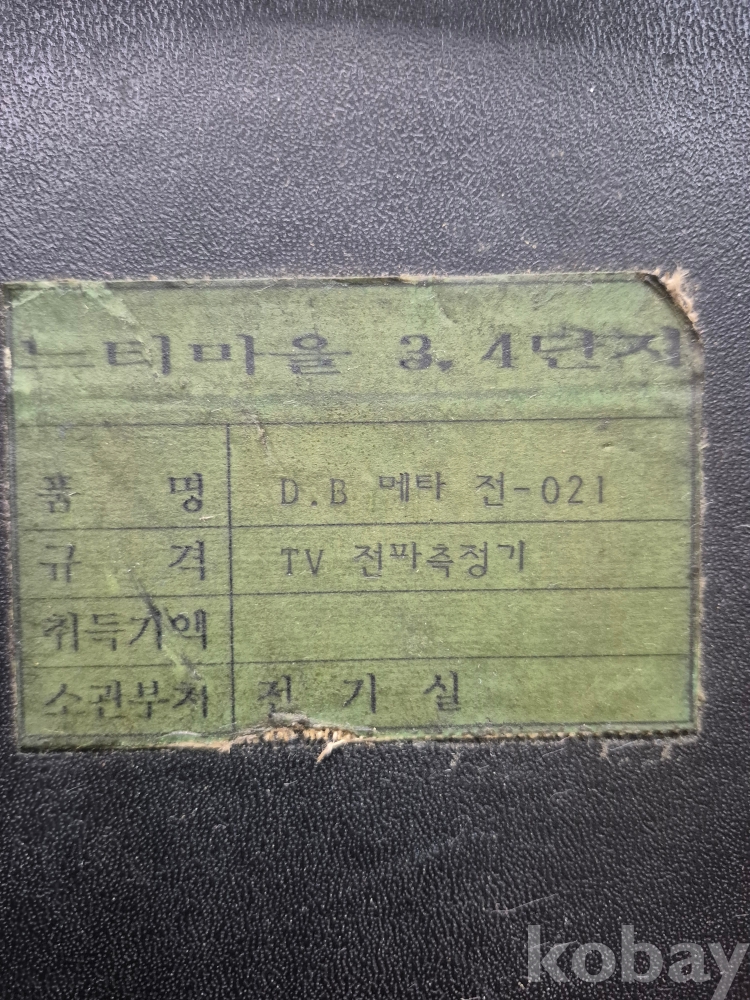 느티마을 3,4단지
품 명 D.B 메타 전-021
규 격 TV 전파측정기
취득가액
소관부처 전 기 실
kobay